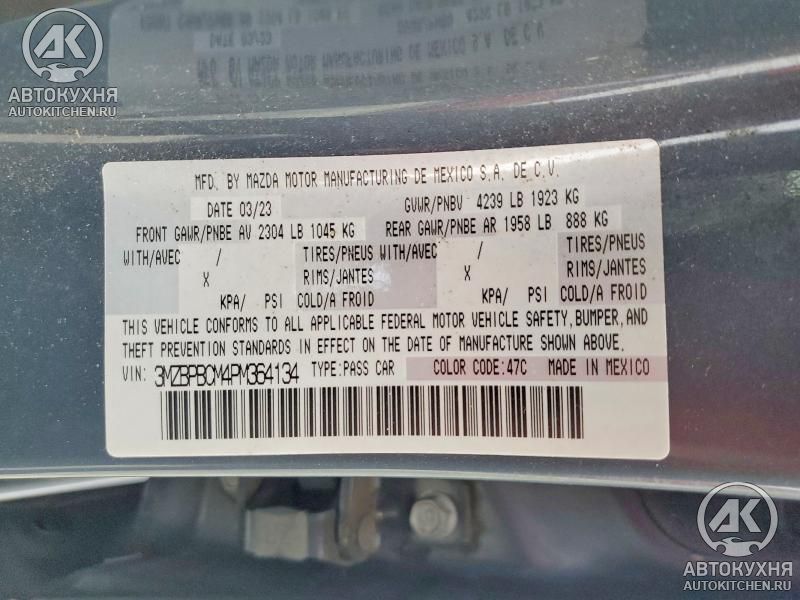 AK
АВТОКУХНЯ
AUTOKITCHEN.RU
MFD. BY MAZDA MOTOR MANUFACTURING DE MEXICO S.A. DE C.V.
DATE 03/23 GVWR/PNBV 4239 LB 1923 KG
FRONT GAWR/PNBE AV 2304 LB 1045 KG REAR GAWR/PNBE AR 1958 LB 888 KG
WITH/AVEC / TIRES/PNEUS WITH/AVEC / TIRES/PNEUS
X RIMS/JANTES X RIMS/JANTES
KPA/ PSI COLD/A FROID KPA/ PSI COLD/A FROID
THIS VEHICLE CONFORMS TO ALL APPLICABLE FEDERAL MOTOR VEHICLE SAFETY, BUMPER, AND
THEFT PREVENTION STANDARDS IN EFFECT ON THE DATE OF MANUFACTURE SHOWN ABOVE.
VIN: 3MZBPBCM4PM364134 TYPE:PASS CAR COLOR CODE:47C MADE IN MEXICO
AK
АВТОКУХНЯ
AUTOKITCHEN.RU